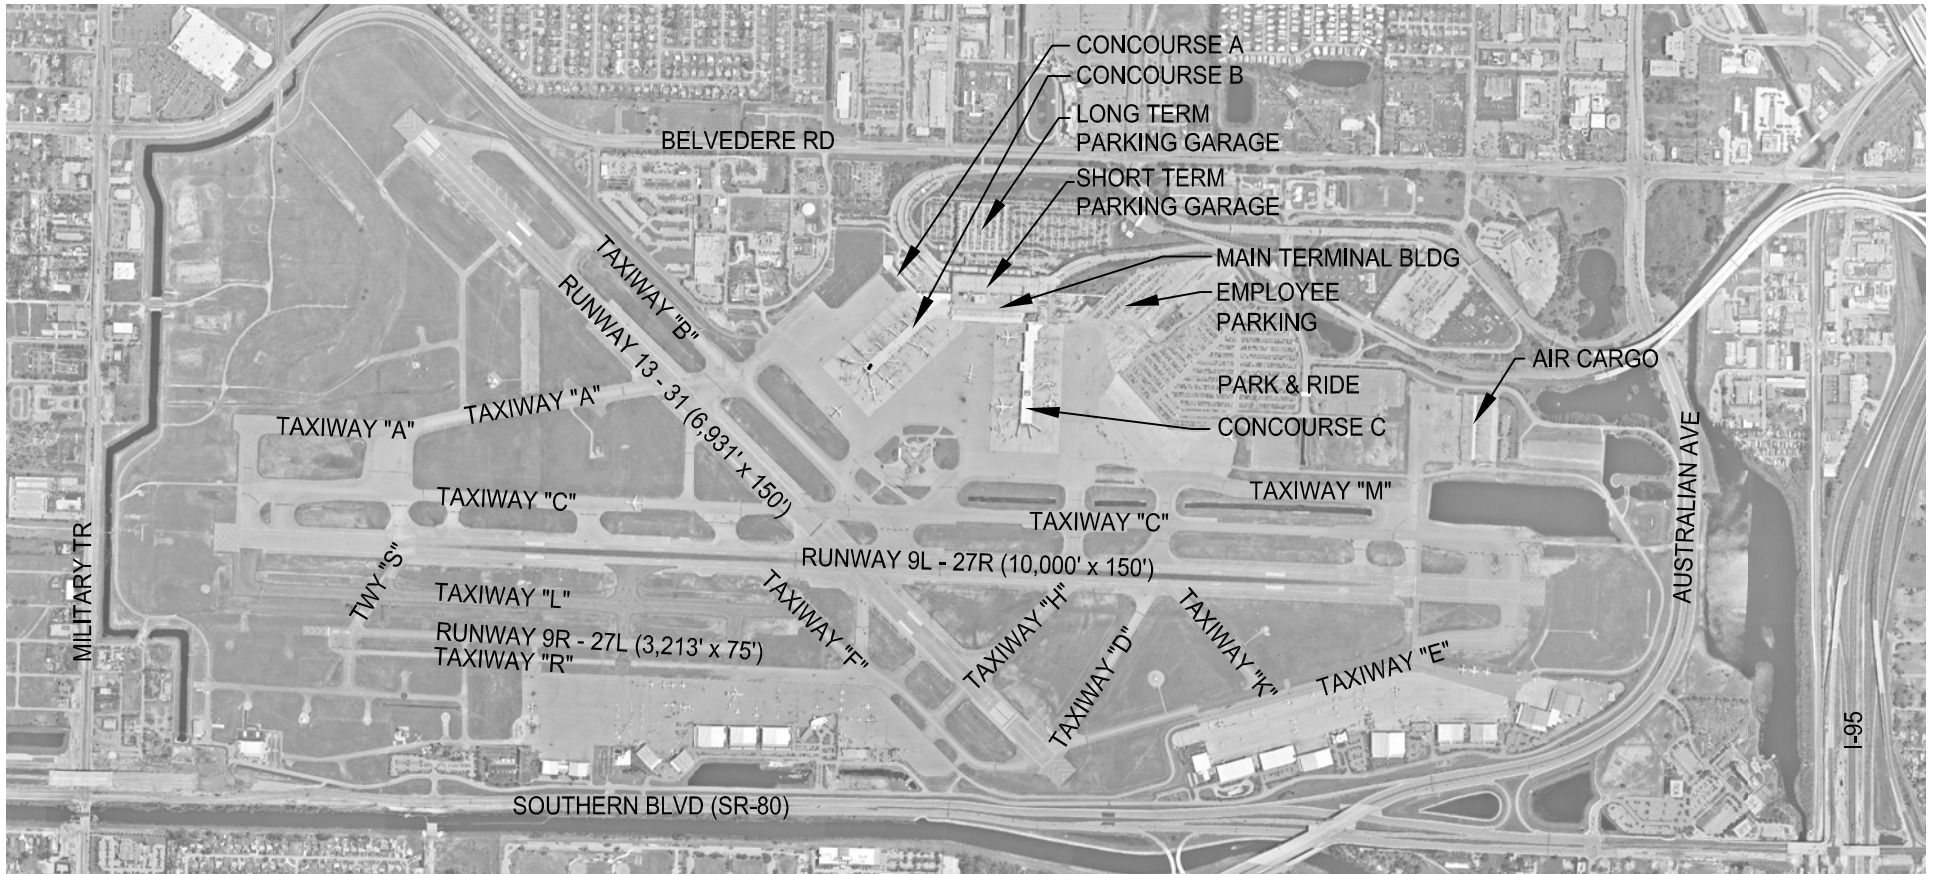 CONCOURSE A
CONCOURSE B
LONG TERM
PARKING GARAGE
BELVEDERE RD
SHORT TERM
PARKING GARAGE
MAIN TERMINAL BLDG
EMPLOYEE
PARKING
TAXIWAY "B"
RUNWAY 13 - 31 (6,931' x 150')
AIR CARGO
PARK & RIDE
TAXIWAY "A"
TAXIWAY "A"
CONCOURSE C
TAXIWAY "C"
TAXIWAY "M"
TAXIWAY "C"
MILITARY TR
AUSTRALIAN AVE
TWY "S"
RUNWAY 9L - 27R (10,000' x 150')
TAXIWAY "L"
TAXIWAY "F"
TAXIWAY "H"
TAXIWAY "K"
RUNWAY 9R - 27L (3,213' x 75')
TAXIWAY "R"
TAXIWAY "D"
TAXIWAY "E"
I-95
SOUTHERN BLVD (SR-80)